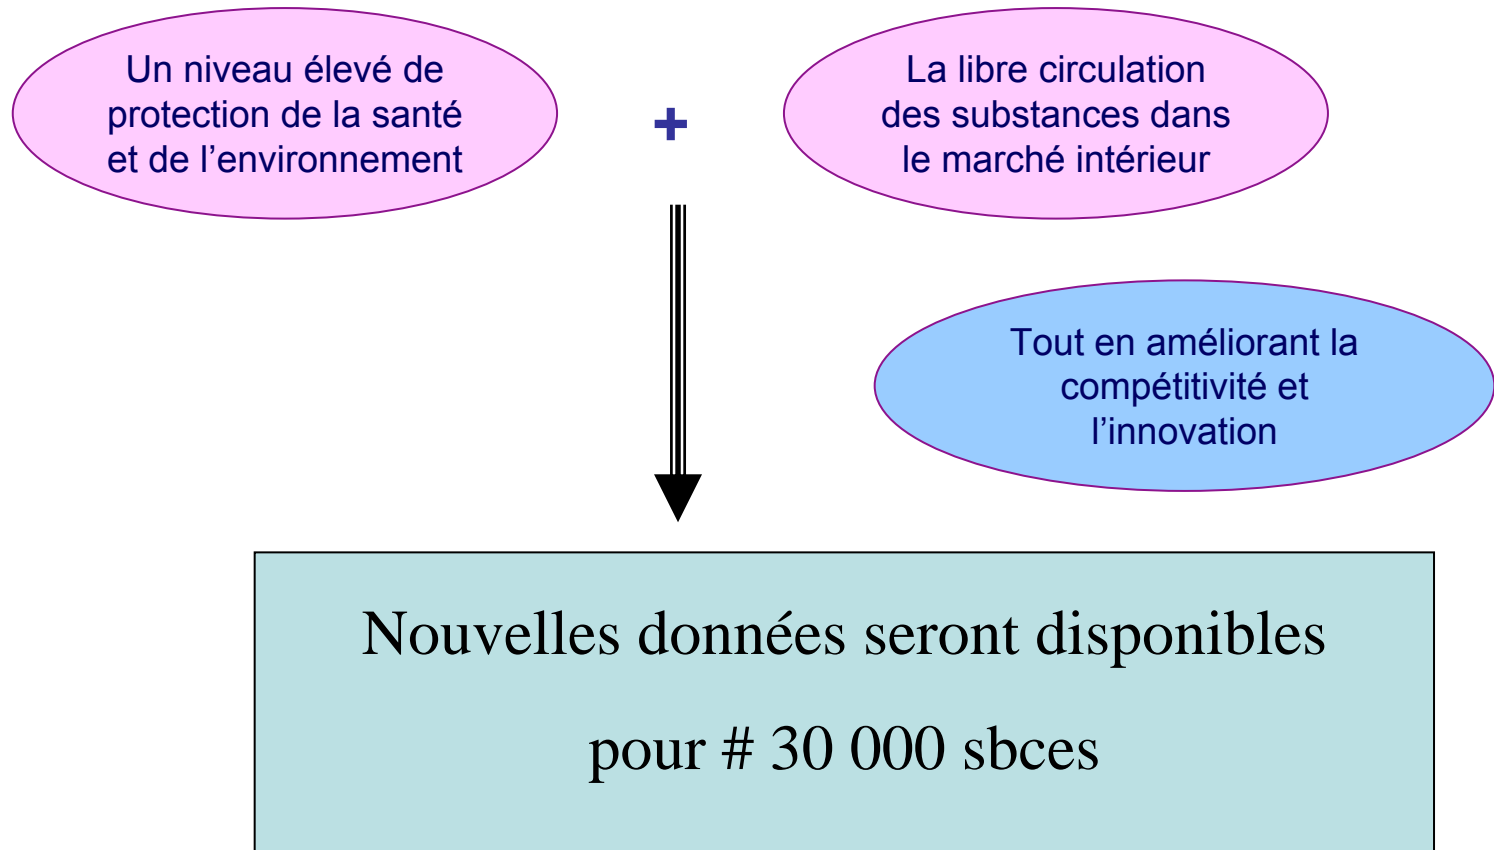 Un niveau élevé de
protection de la santé
et de l’environnement
+
La libre circulation
des substances dans
le marché intérieur
Tout en améliorant la
compétitivité et
l’innovation
Nouvelles données seront disponibles
pour # 30 000 sbces